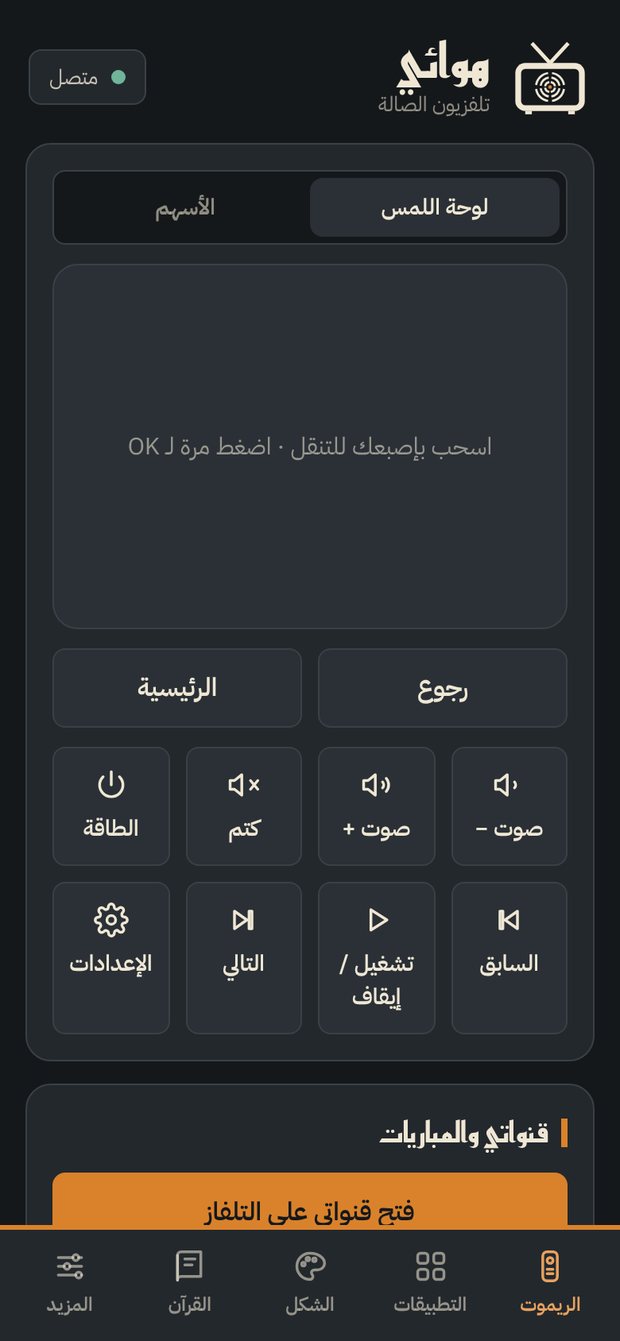 هوائي
تلفزيون الصالة
متصل
لوحة اللمس
الأسهم
اسحب بإصبعك للتنقل · اضغط مرة لـ OK
رجوع
الرئيسية
صوت −
صوت +
كتم
الطاقة
السابق
تشغيل /
إيقاف
التالي
الإعدادات
قنواتي والمباريات
فتح قنواتي على التلفاز
الريموت
التطبيقات
الشكل
القرآن
المزيد